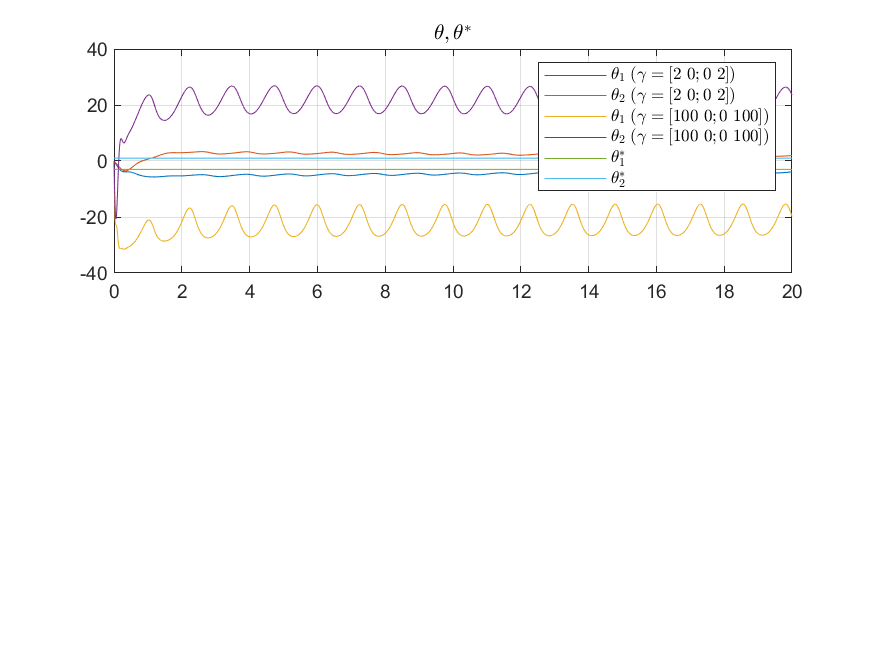 θ, θ*
40
20
0
-20
-40
0 2 4 6 8 10 12 14 16 18 20
θ₁ (γ = [2 0; 0 2])
θ₂ (γ = [2 0; 0 2])
θ₁ (γ = [100 0; 0 100])
θ₂ (γ = [100 0; 0 100])
θ₁*
θ₂*